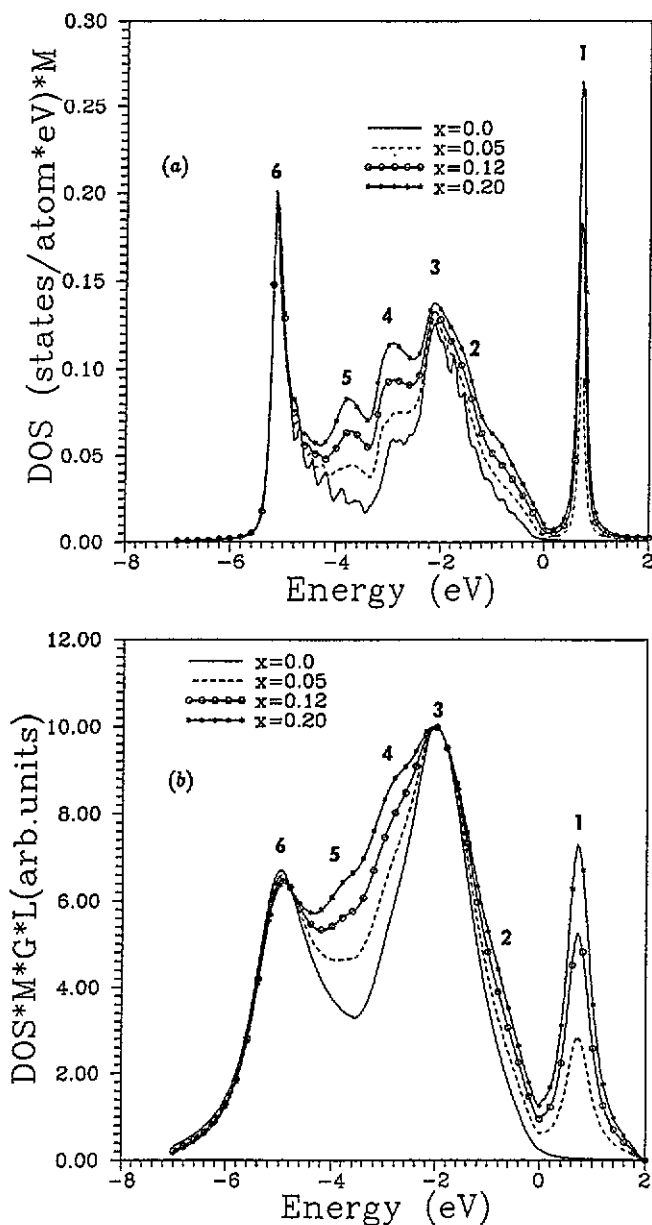 0.30
0.25
0.20
0.15
0.10
0.05
0.00
DOS (states/atom*eV)*M
(a)
x=0.0
x=0.05
x=0.12
x=0.20
6
5
4
3
2
1
-8
-6
-4
-2
0
2
Energy (eV)
12.00
10.00
8.00
6.00
4.00
2.00
0.00
DOS*M*G*L(arb.units)
x=0.0
x=0.05
x=0.12
x=0.20
(b)
6
5
4
3
2
1
-8
-6
-4
-2
0
2
Energy (eV)